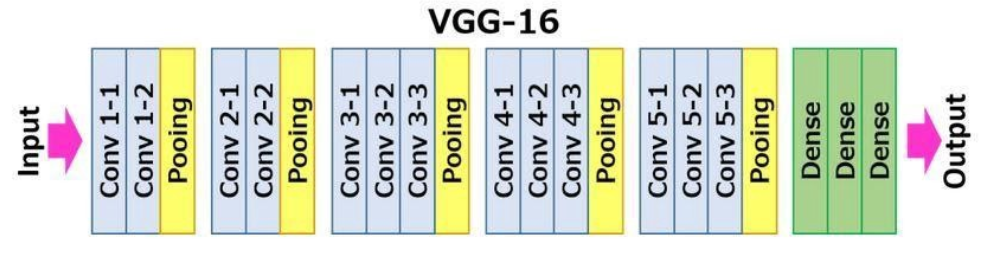 VGG-16
Input
Conv 1-1
Conv 1-2
Pooing
Conv 2-1
Conv 2-2
Pooing
Conv 3-1
Conv 3-2
Conv 3-3
Pooing
Conv 4-1
Conv 4-2
Conv 4-3
Pooing
Conv 5-1
Conv 5-2
Conv 5-3
Pooing
Dense
Dense
Dense
Output